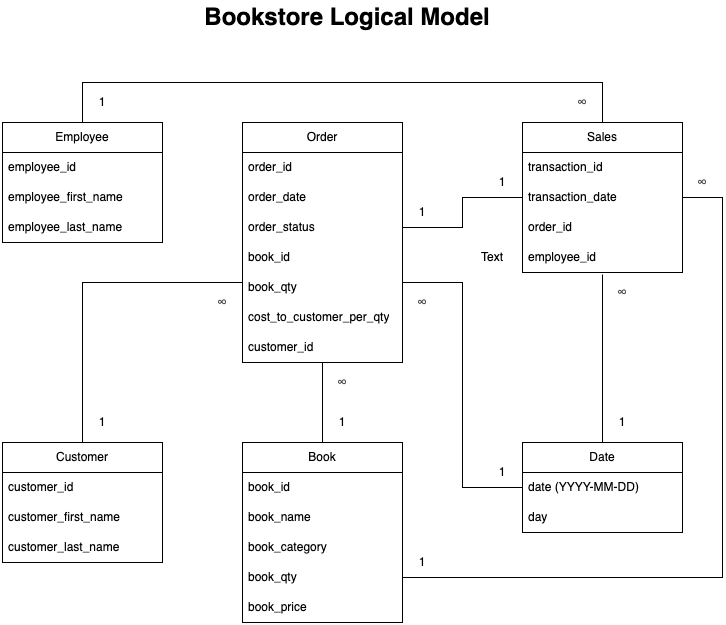 Bookstore Logical Model
1
∞
Employee
employee_id
employee_first_name
employee_last_name
Order
order_id
order_date
order_status
book_id
book_qty
cost_to_customer_per_qty
customer_id
Sales
transaction_id
transaction_date
order_id
employee_id
1
1
∞
Text
∞
∞
∞
∞
1
1
1
1
Customer
customer_id
customer_first_name
customer_last_name
Book
book_id
book_name
book_category
book_qty
book_price
Date
date (YYYY-MM-DD)
day
1